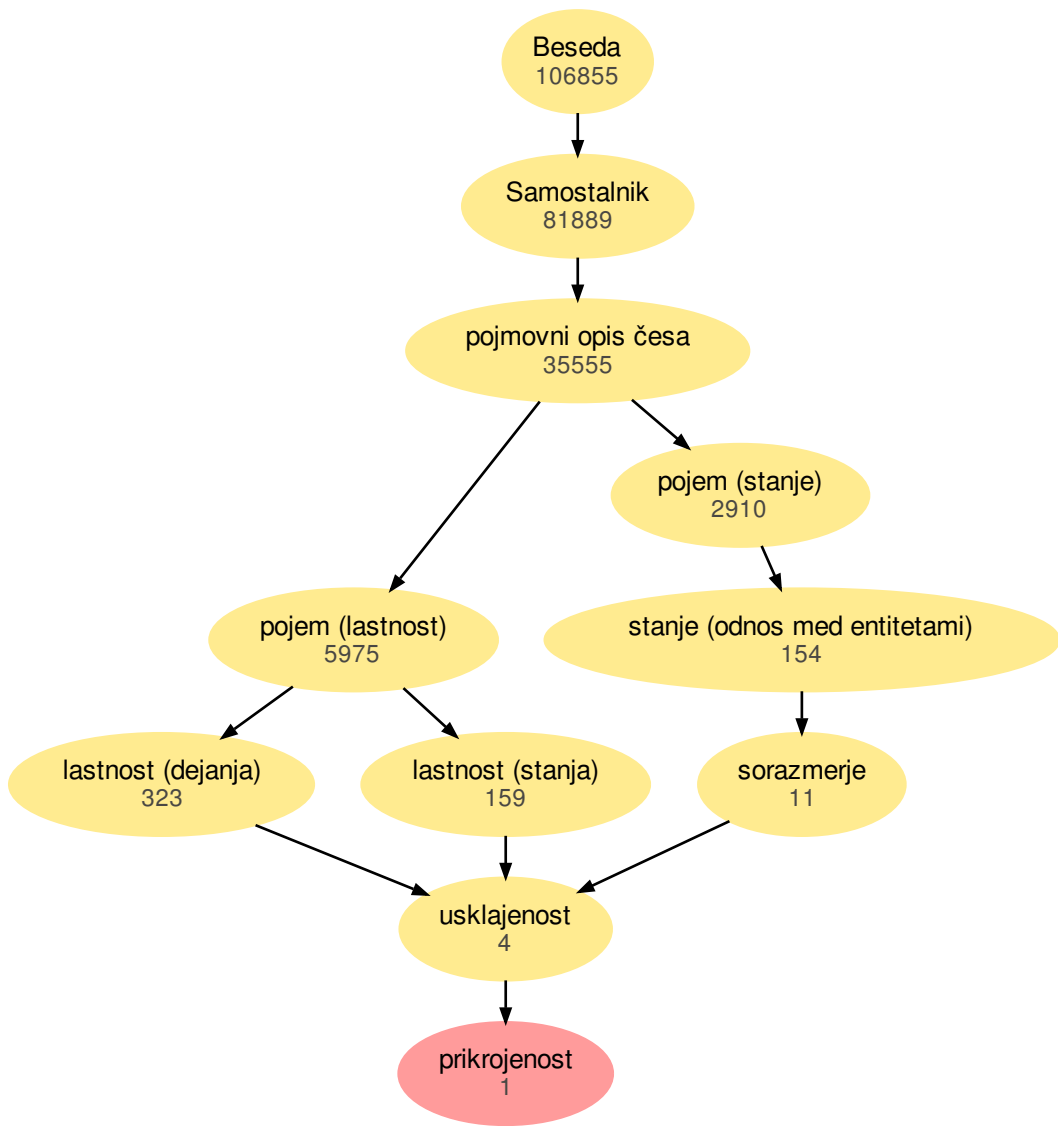 Beseda
106855
Samostalnik
81889
pojmovni opis česa
35555
pojem (stanje)
2910
pojem (lastnost)
5975
stanje (odnos med entitetami)
154
lastnost (dejanja)
323
lastnost (stanja)
159
sorazmerje
11
usklajenost
4
prikrojenost
1